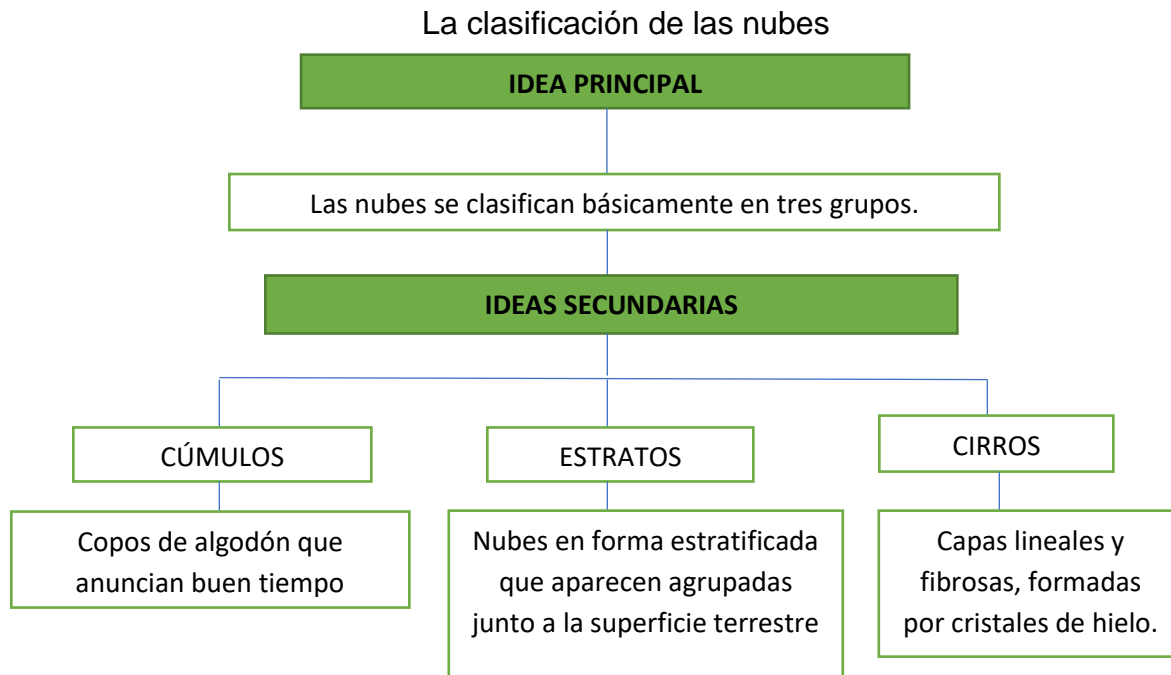 La clasificación de las nubes
IDEA PRINCIPAL
Las nubes se clasifican básicamente en tres grupos.
IDEAS SECUNDARIAS
CÚMULOS
Copos de algodón que
anuncian buen tiempo
ESTRATOS
Nubes en forma estratificada
que aparecen agrupadas
junto a la superficie terrestre
CIRROS
Capas lineales y
fibrosas, formadas
por cristales de hielo.